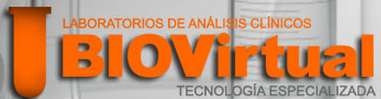 LABORATORIOS DE ANÁLISIS CLÍNICOS
BIOVirtual
TECNOLOGÍA ESPECIALIZADA